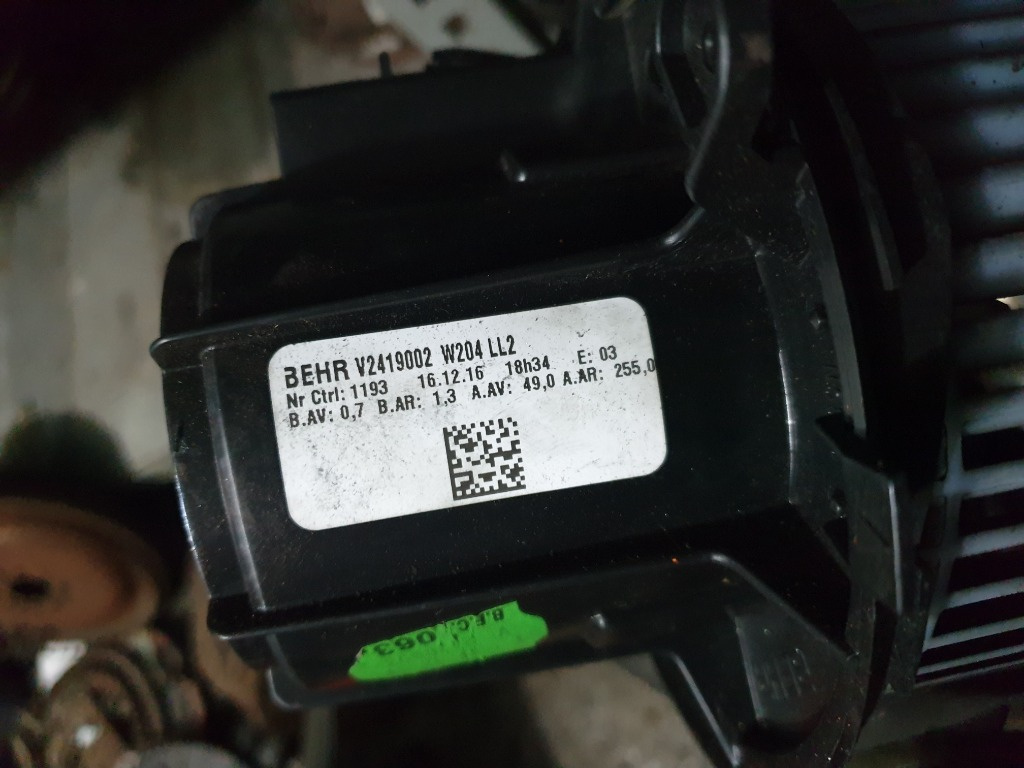 BEHR V2419002 W204 LL2
Nr Ctrl: 1193 16.12.16 18h34 E: 03
B.AV: 0,7 B.AR: 1,3 A.AV: 49,0 A.AR: 255,0
B.F.C.
063